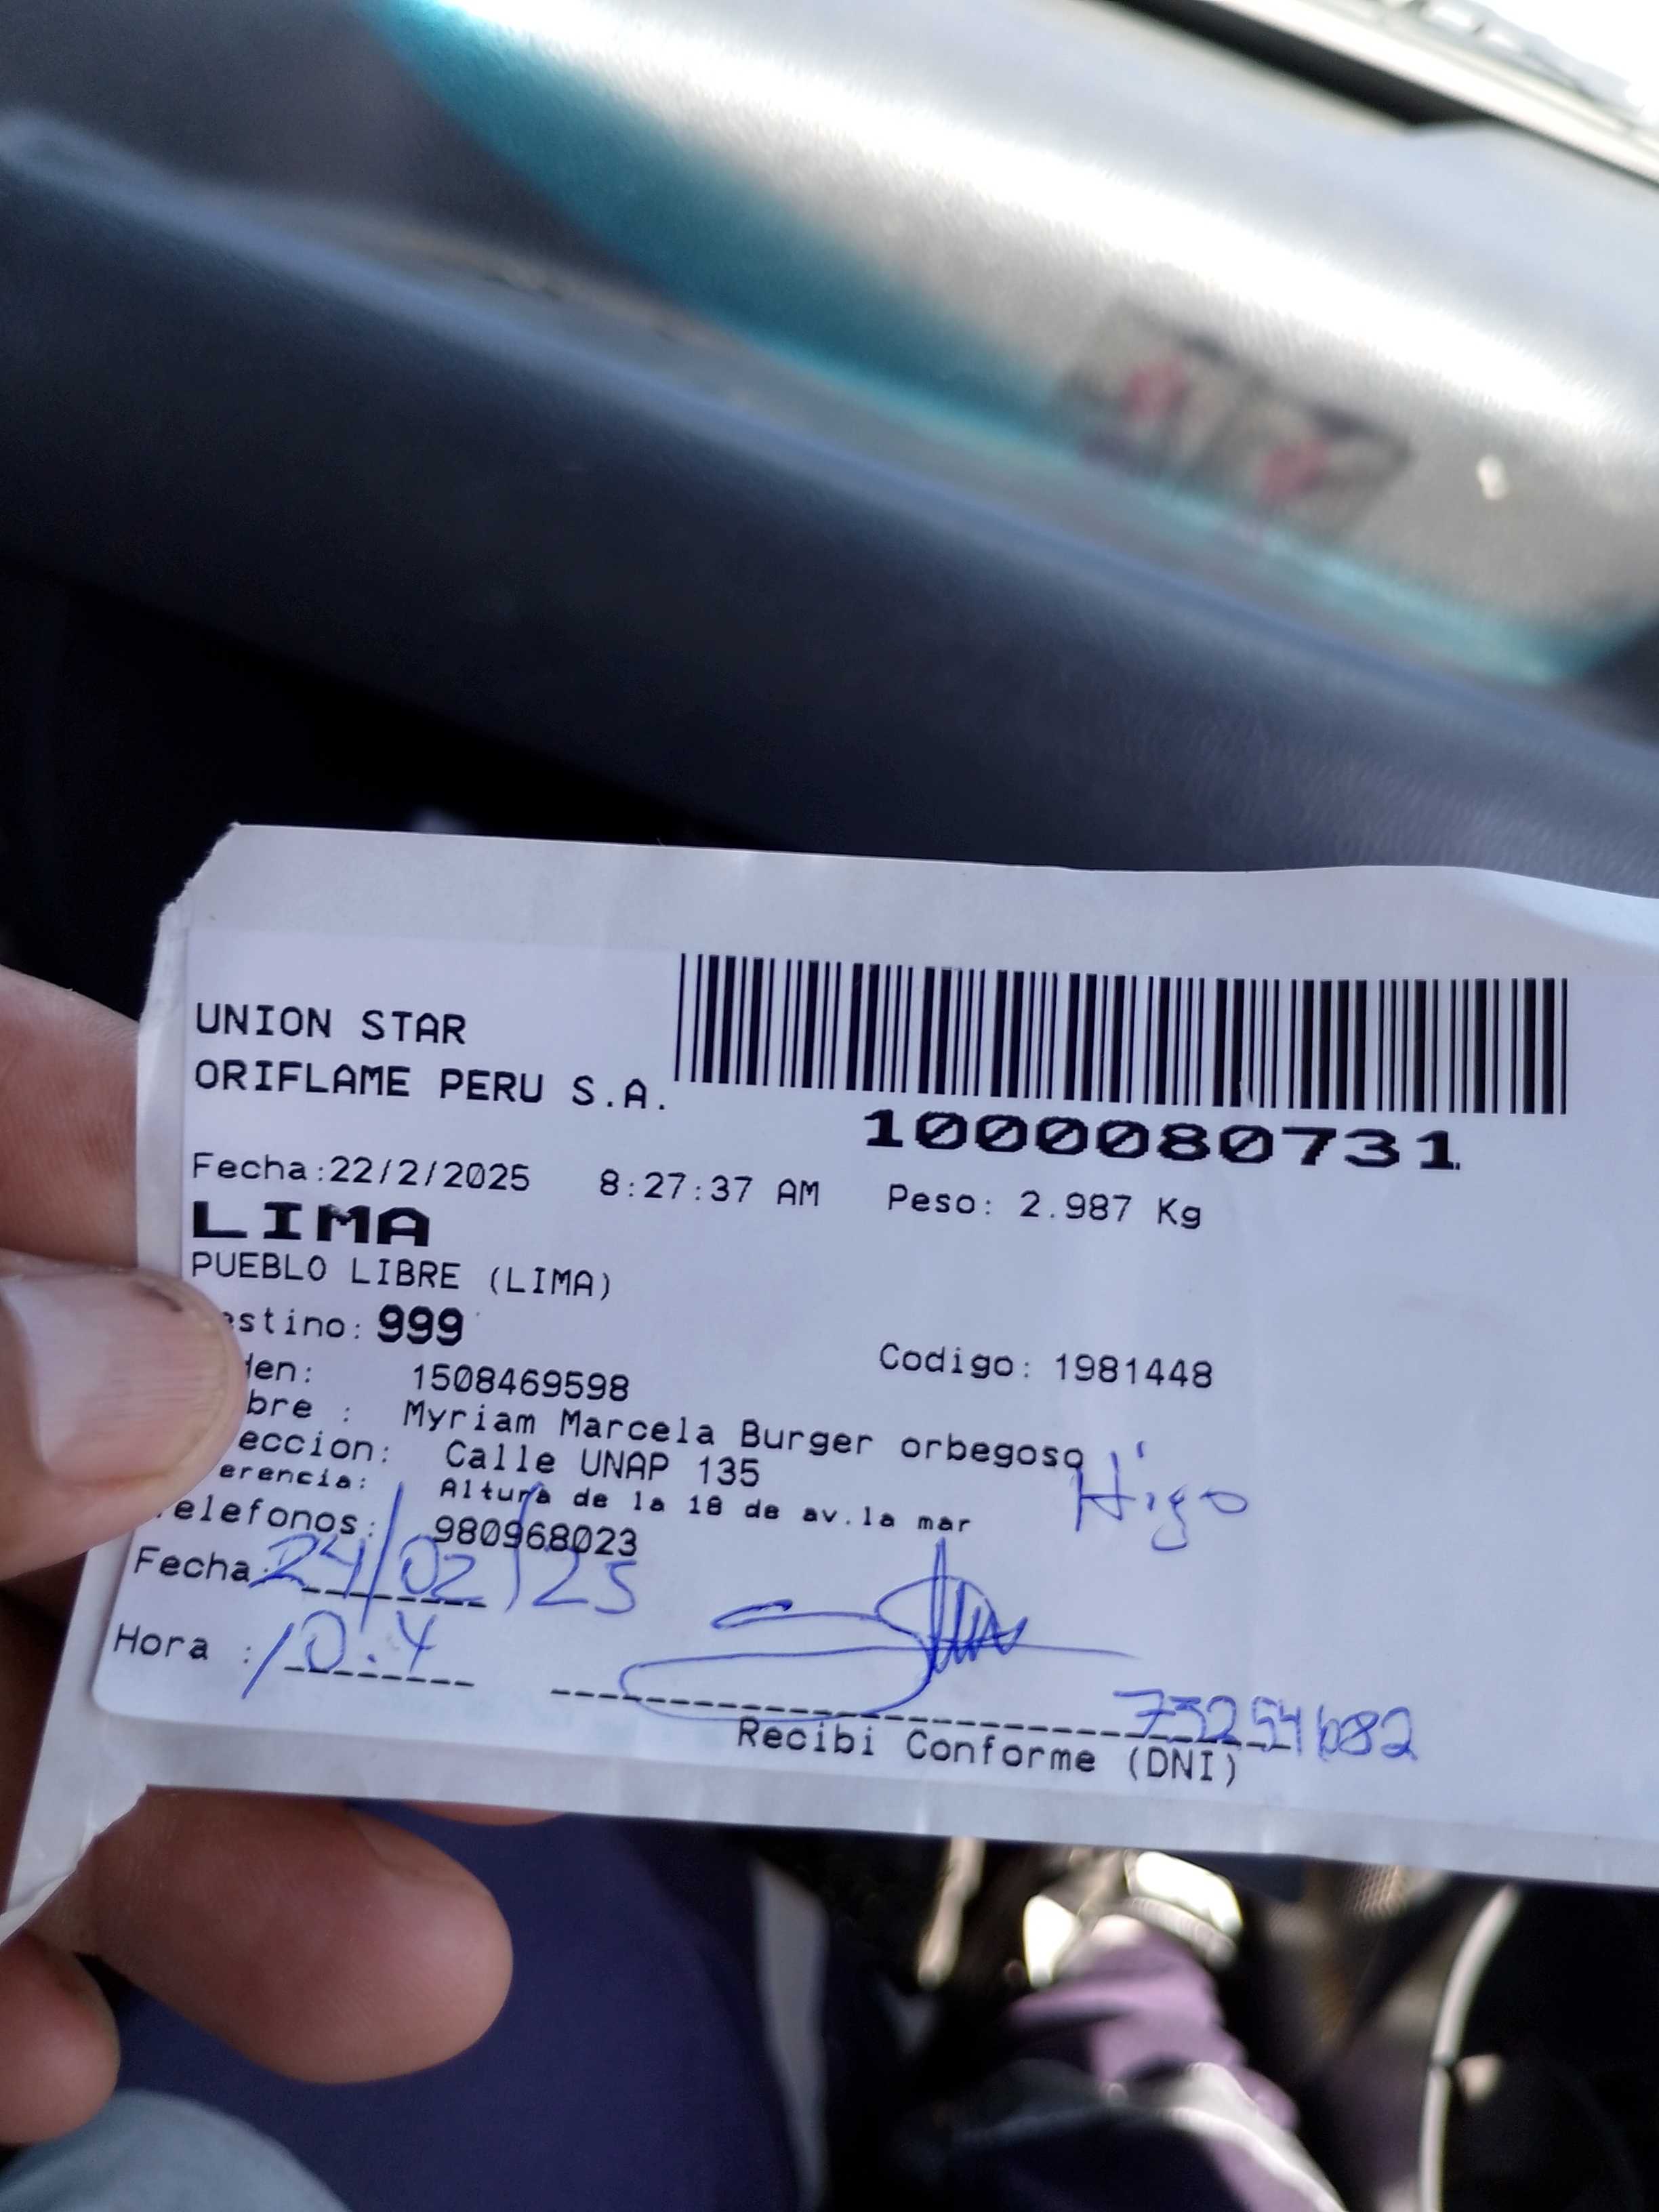 UNION STAR
ORIFLAME PERU S.A.
1000080731
Fecha:22/2/2025 8:27:37 AM Peso: 2.987 Kg
LIMA
PUEBLO LIBRE (LIMA)
estino: 999
Codigo: 1981448
den: 1508469598
bre : Myriam Marcela Burger orbegoso
eccion: Calle UNAP 135
Higo
erencia: Altura de la 18 de av.la mar
elefonos: 980968023
Fecha: 24/02/25
Hora : 10.4
73254682
Recibi Conforme (DNI)